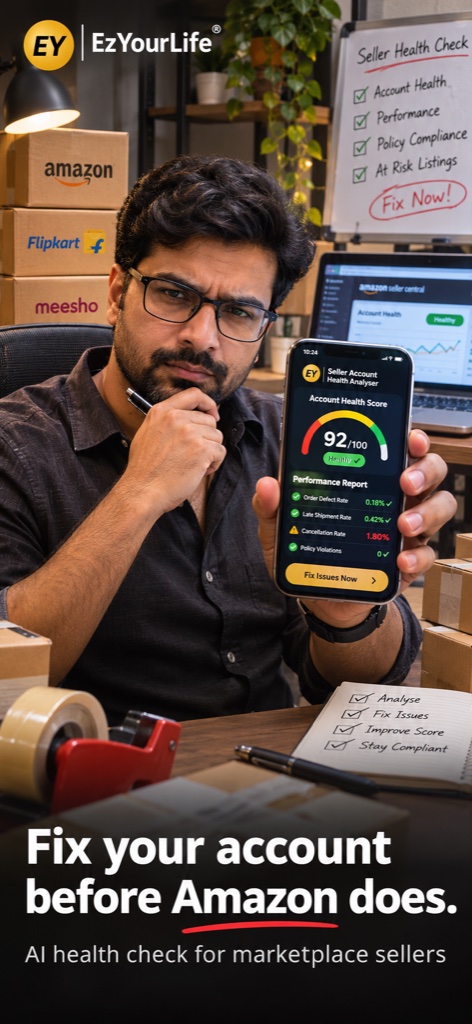 EY
EzYourLife®
Seller Health Check
Account Health
Performance
Policy Compliance
At Risk Listings
Fix Now!
amazon
Flipkart
meesho
amazon seller central
Account Health
Healthy
10:24
EY
Seller Account
Health Analyser
Account Health Score
92/100
Healthy
Performance Report
Order Defect Rate 0.18%
Late Shipment Rate 0.42%
Cancellation Rate 1.80%
Policy Violations 0
Fix Issues Now
Analyse
Fix Issues
Improve Score
Stay Compliant
Fix your account
before Amazon does.
AI health check for marketplace sellers